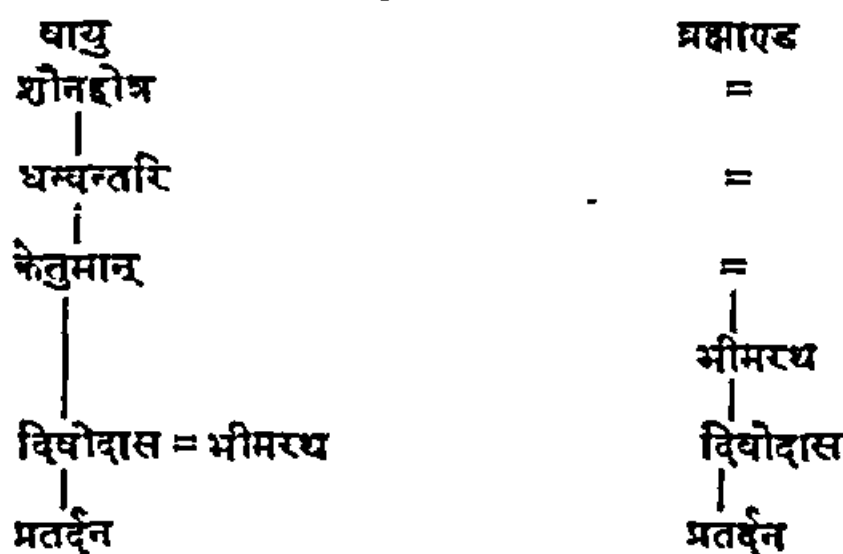 वायु ब्रह्माण्ड
शौनहोत्र =
धन्वन्तरि =
केतुमान् =
भीमरथ
दिवोदास = भीमरथ दिवोदास
प्रतर्दन प्रतर्दन